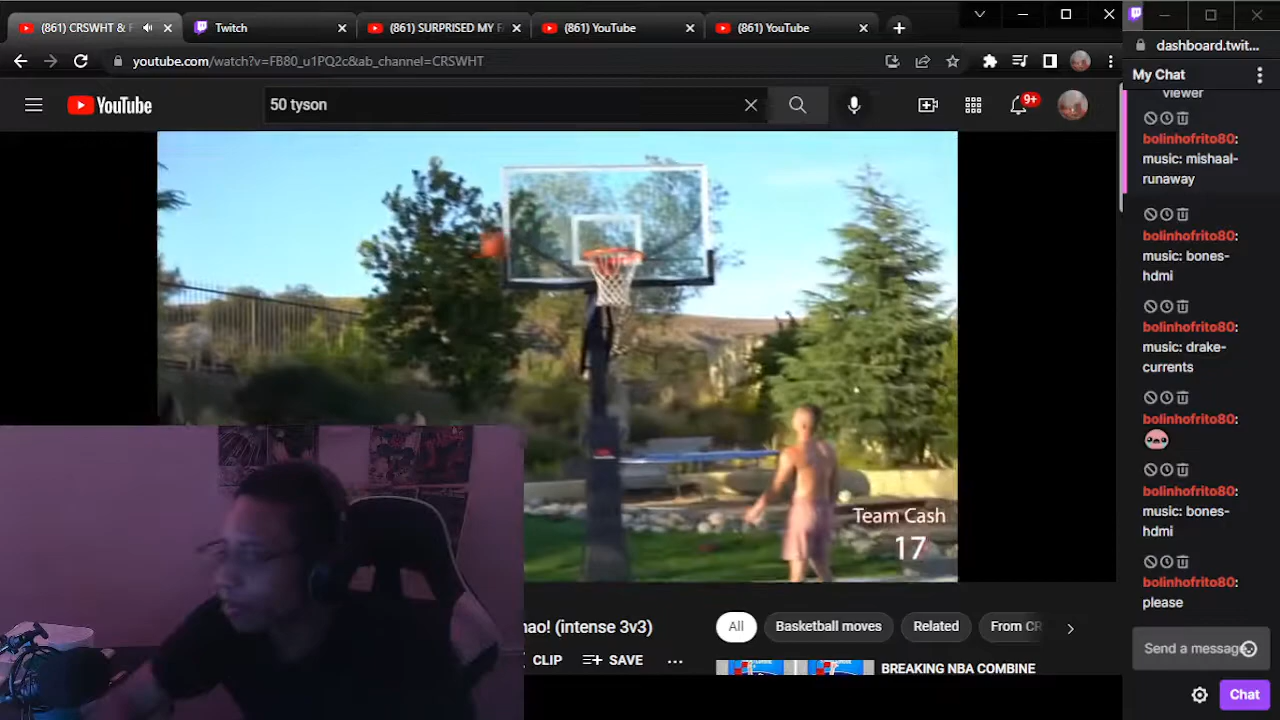 (861) CRSWHT & F
Twitch
(861) SURPRISED MY F
(861) YouTube
(861) YouTube
dashboard.twit...
youtube.com/watch?v=FB80_u1PQ2c&ab_channel=CRSWHT
My Chat
YouTube
50 tyson
9+
viewer
bolinhofrito80:
music: mishaal-
runaway
bolinhofrito80:
music: bones-
hdmi
bolinhofrito80:
music: drake-
currents
bolinhofrito80:
bolinhofrito80:
music: bones-
hdmi
bolinhofrito80:
please
Team Cash
17
nao! (intense 3v3)
All
Basketball moves
Related
From CR
CLIP
SAVE
BREAKING NBA COMBINE
Send a message
Chat